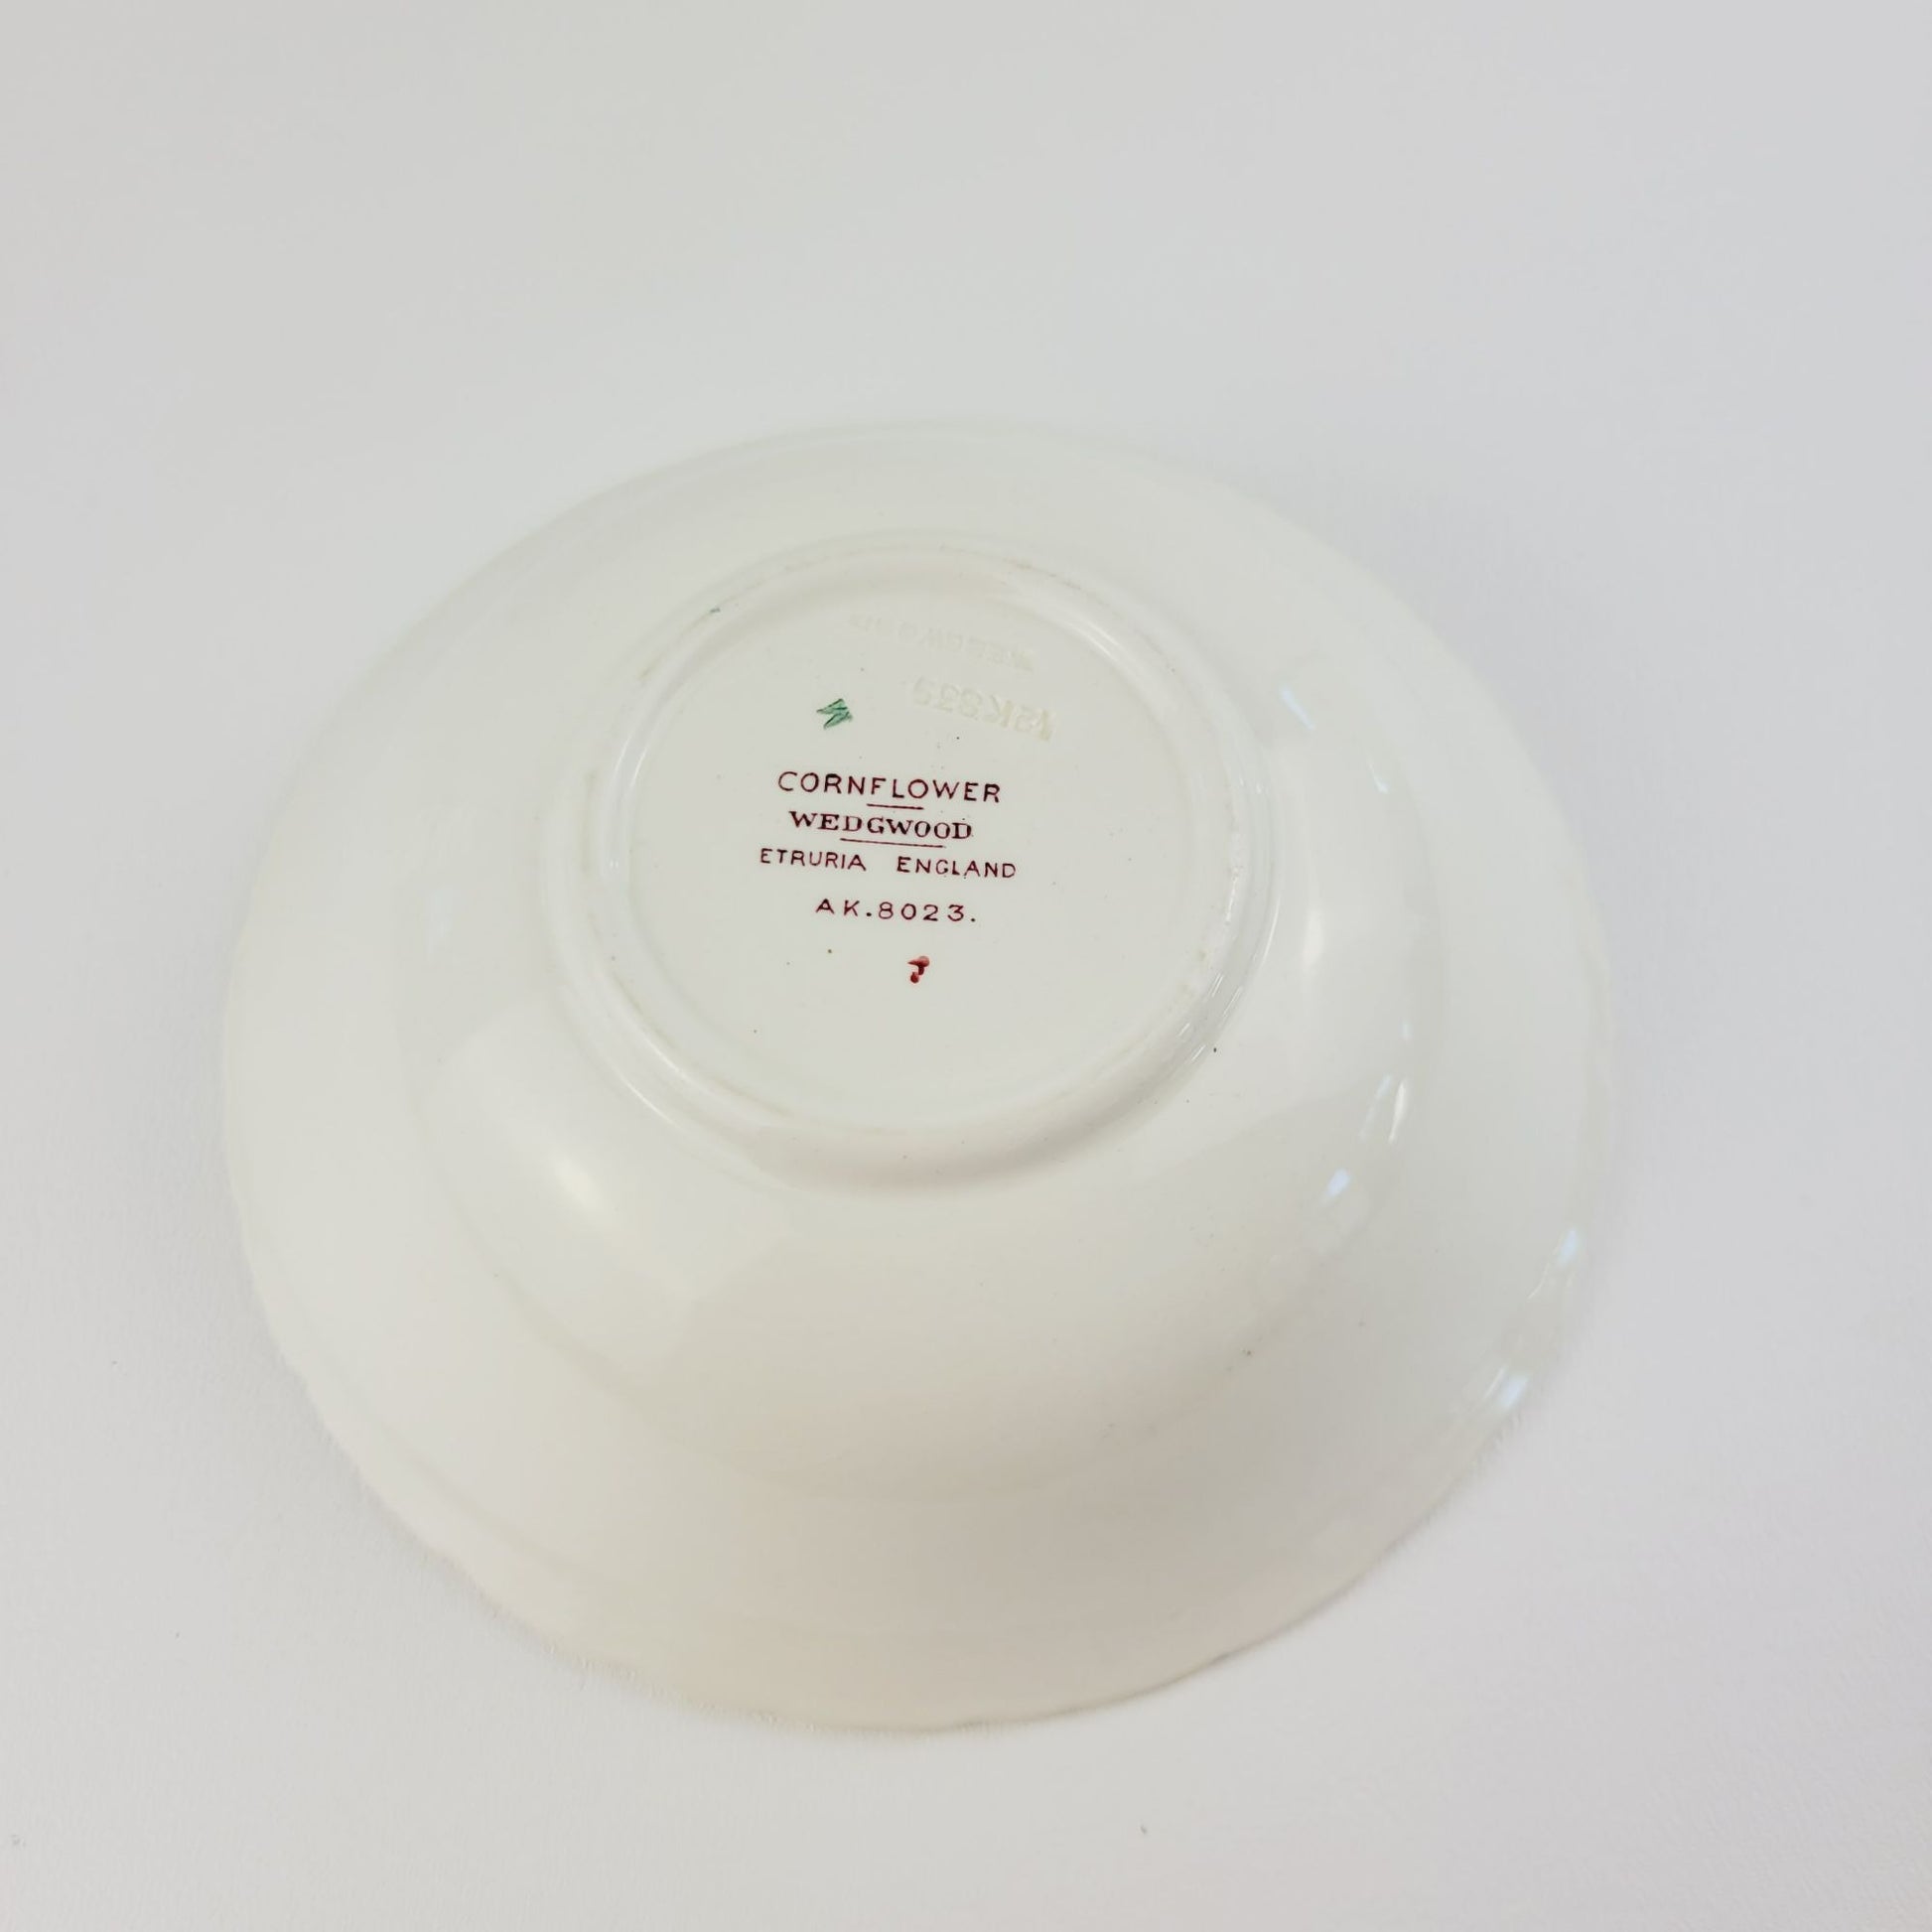 CORNFLOWER
WEDGWOOD
ETRURIA ENGLAND
AK.8023.